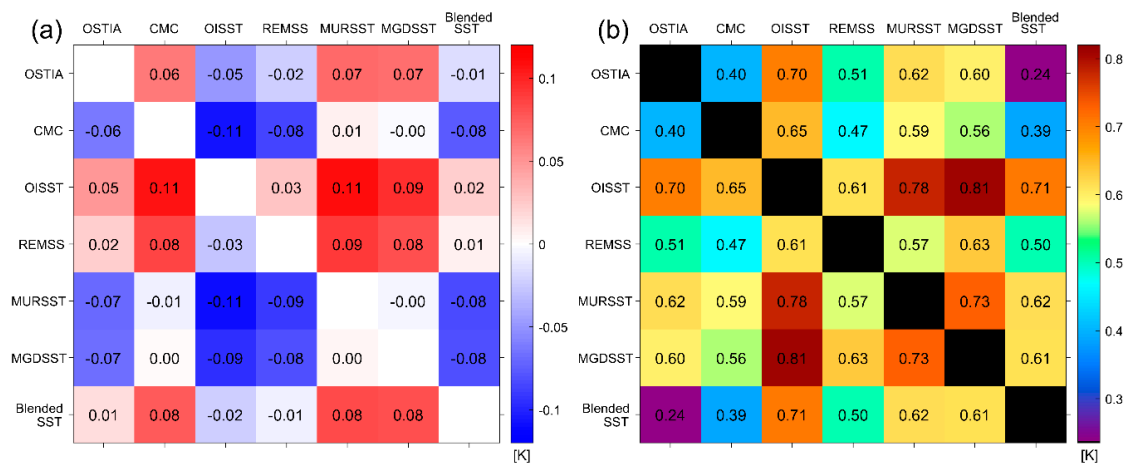 (a) OSTIA CMC OISST REMSS MURSST MGDSST Blended SST
OSTIA 0.06 -0.05 -0.02 0.07 0.07 -0.01
CMC -0.06 -0.11 -0.08 0.01 -0.00 -0.08
OISST 0.05 0.11 0.03 0.11 0.09 0.02
REMSS 0.02 0.08 -0.03 0.09 0.08 0.01
MURSST -0.07 -0.01 -0.11 -0.09 -0.00 -0.08
MGDSST -0.07 0.00 -0.09 -0.08 0.00 -0.08
Blended SST 0.01 0.08 -0.02 -0.01 0.08 0.08
0.1
0.05
0
-0.05
-0.1
[K]
(b) OSTIA CMC OISST REMSS MURSST MGDSST Blended SST
OSTIA 0.40 0.70 0.51 0.62 0.60 0.24
CMC 0.40 0.65 0.47 0.59 0.56 0.39
OISST 0.70 0.65 0.61 0.78 0.81 0.71
REMSS 0.51 0.47 0.61 0.57 0.63 0.50
MURSST 0.62 0.59 0.78 0.57 0.73 0.62
MGDSST 0.60 0.56 0.81 0.63 0.73 0.61
Blended SST 0.24 0.39 0.71 0.50 0.62 0.61
0.8
0.7
0.6
0.5
0.4
0.3
[K]